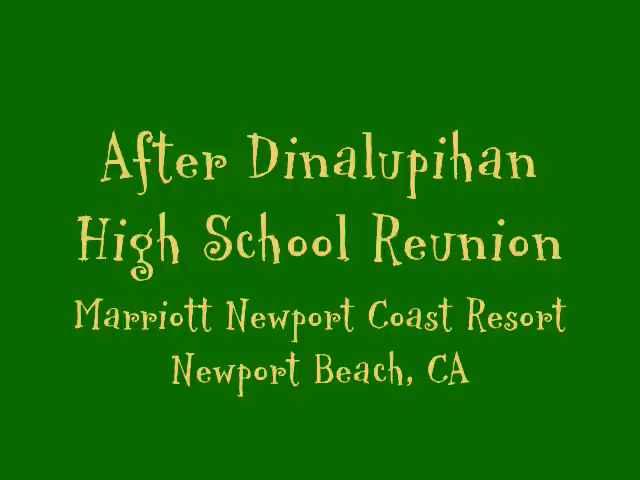 After Dinalupihan
High School Reunion
Marriott Newport Coast Resort
Newport Beach, CA